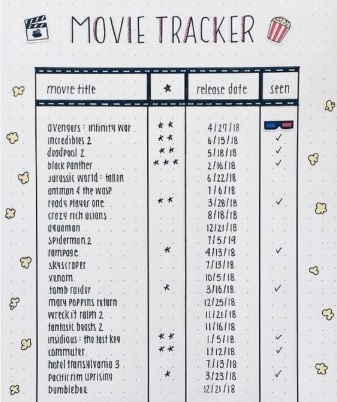 MOVIE TRACKER
movie title ★ release date seen
avengers: infinity war ★★ 4/27/18
incredibles 2 ★★ 6/15/18 ✓
deadpool 2 ★★ 5/18/18 ✓
black panther ★★★ 2/16/18 ✓
jurassic world: fallen 6/22/18
antman & the wasp 7/6/18
ready player one ★★ 3/28/18 ✓
crazy rich asians 8/18/18
aquaman 12/21/18
spiderman 2 7/5/19
rampage ★ 4/13/18 ✓
skyscraper 7/13/18
venom 10/5/18
tomb raider ★ 3/16/18 ✓
mary poppins return 12/25/18
wreck it ralph 2 11/21/18
fantastic beasts 2 11/16/18
insidious: the last key ★★ 1/5/18 ✓
commuter ★★ 1/12/18 ✓
hotel transylvania 3 7/13/18
pacific rim uprising ★ 3/23/18 ✓
bumblebee 12/21/18